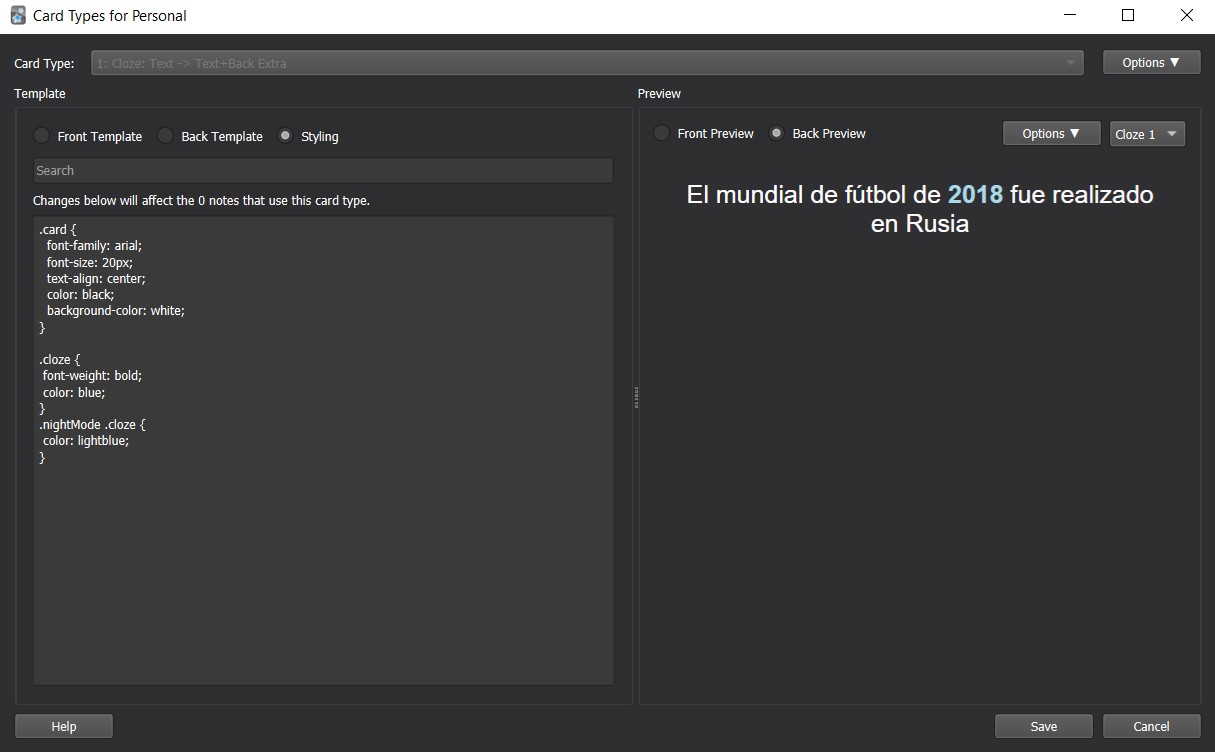 Card Types for Personal
Card Type: 1: Cloze: Text -> Text+Back Extra Options ▼
Template
Front Template Back Template Styling
Search
Changes below will affect the 0 notes that use this card type.
.card {
  font-family: arial;
  font-size: 20px;
  text-align: center;
  color: black;
  background-color: white;
}

.cloze {
 font-weight: bold;
 color: blue;
}
.nightMode .cloze {
 color: lightblue;
}
Preview
Front Preview Back Preview Options ▼ Cloze 1
El mundial de fútbol de 2018 fue realizado
en Rusia
Help Save Cancel